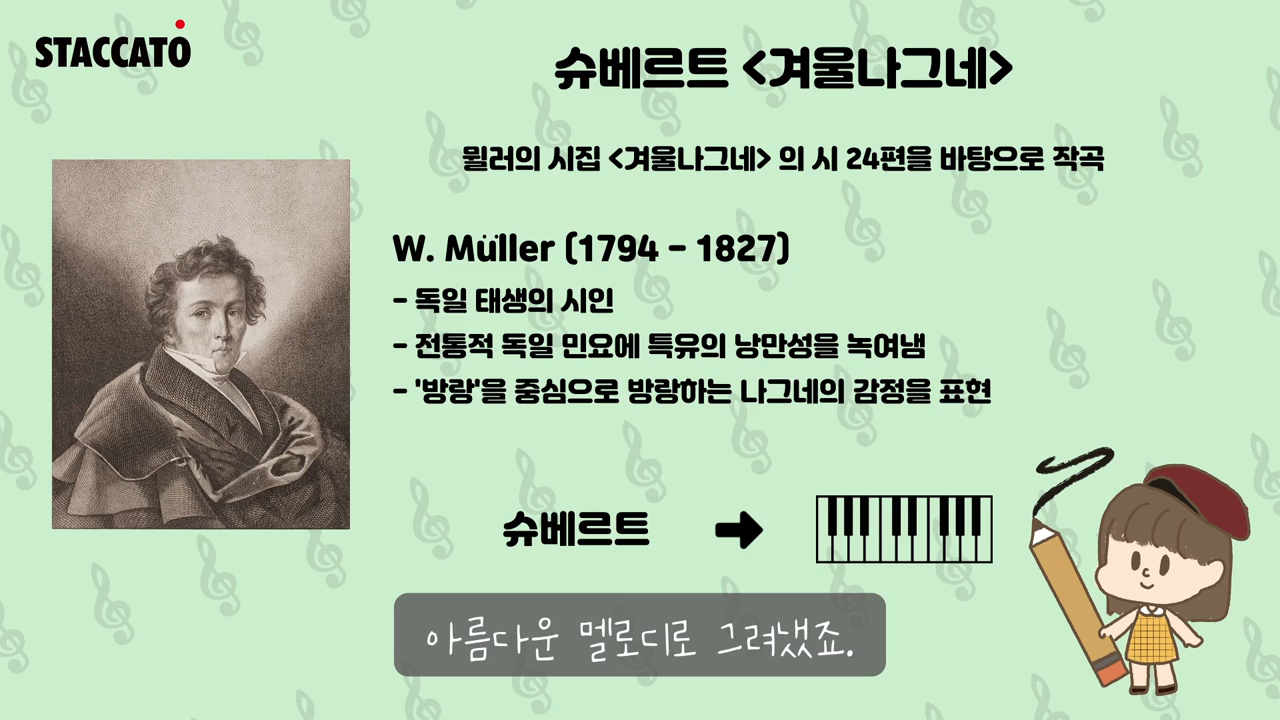 STACCATO
슈베르트 <겨울나그네>
뮐러의 시집 <겨울나그네> 의 시 24편을 바탕으로 작곡
W. Müller (1794 - 1827)
- 독일 태생의 시인
- 전통적 독일 민요에 특유의 낭만성을 녹여냄
- '방랑'을 중심으로 방랑하는 나그네의 감정을 표현
슈베르트
아름다운 멜로디로 그려냈죠.